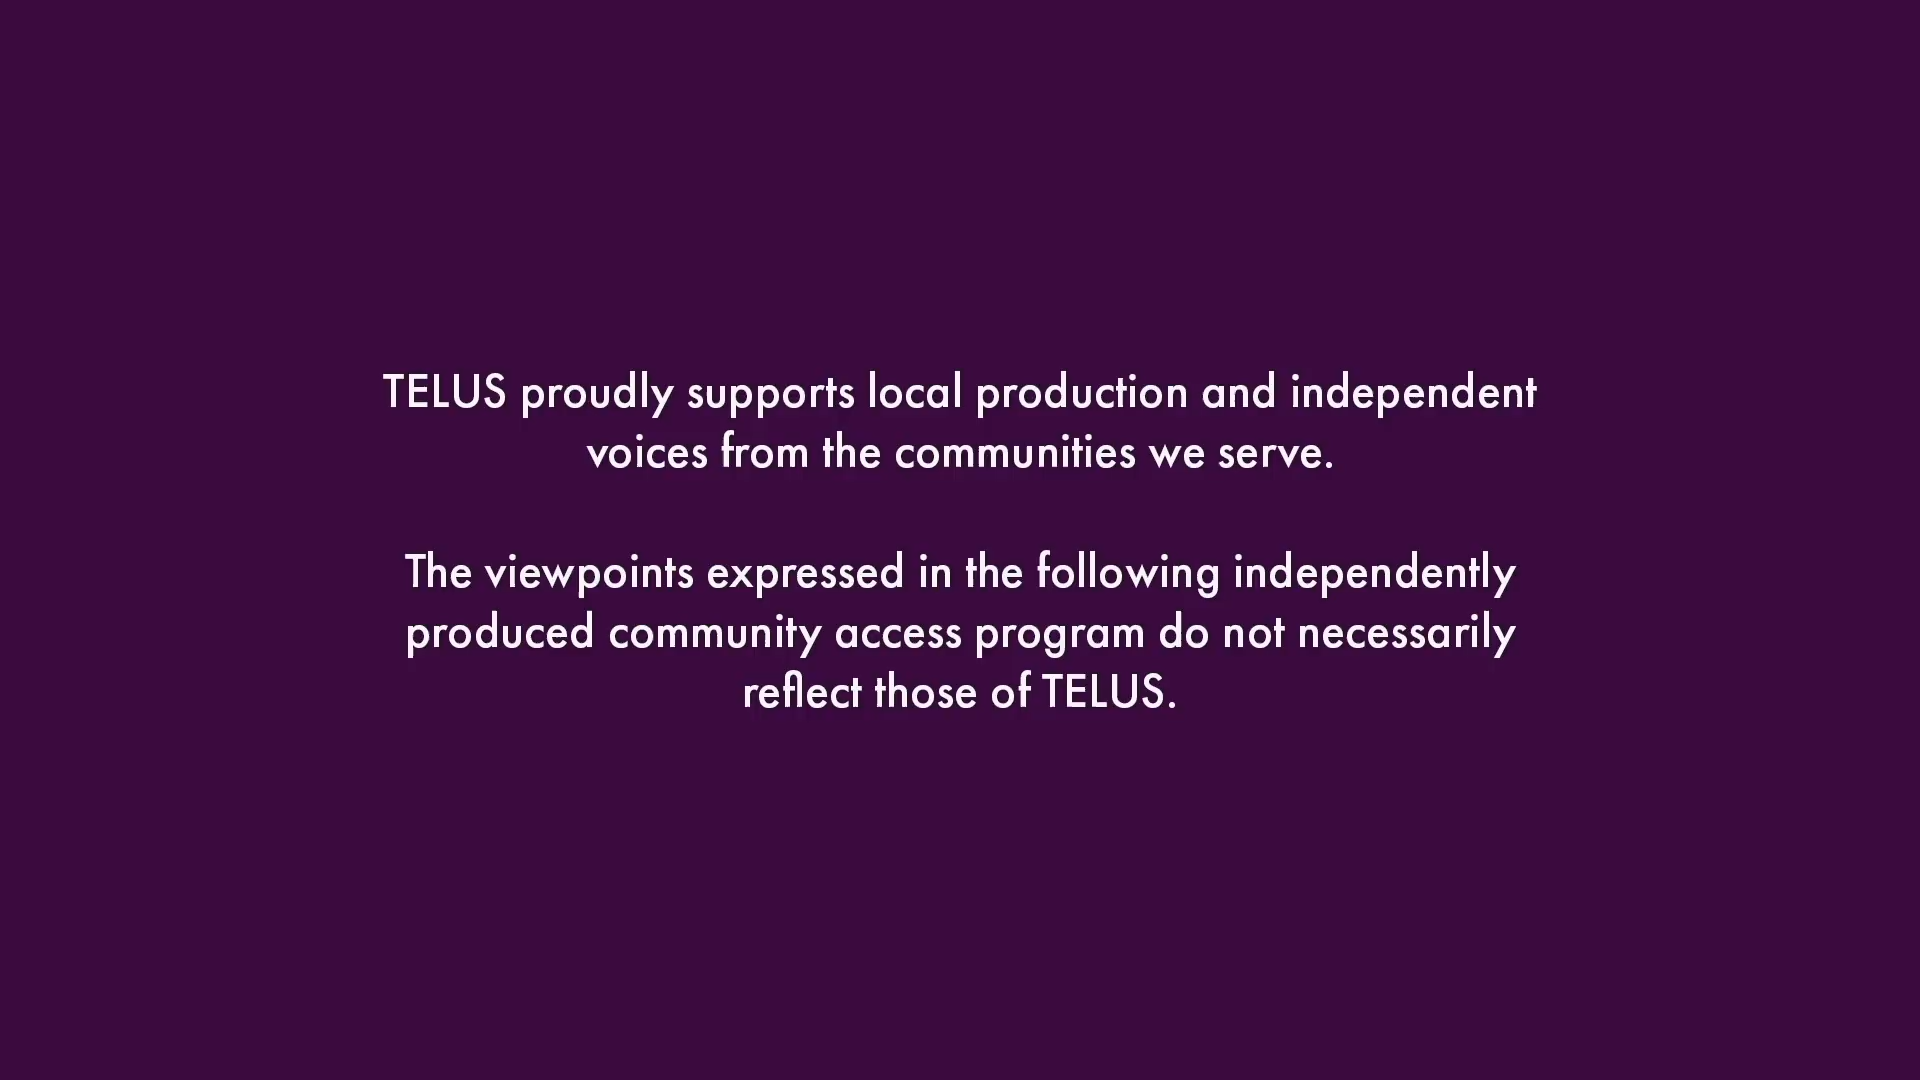 TELUS proudly supports local production and independent
voices from the communities we serve.
The viewpoints expressed in the following independently
produced community access program do not necessarily
reflect those of TELUS.